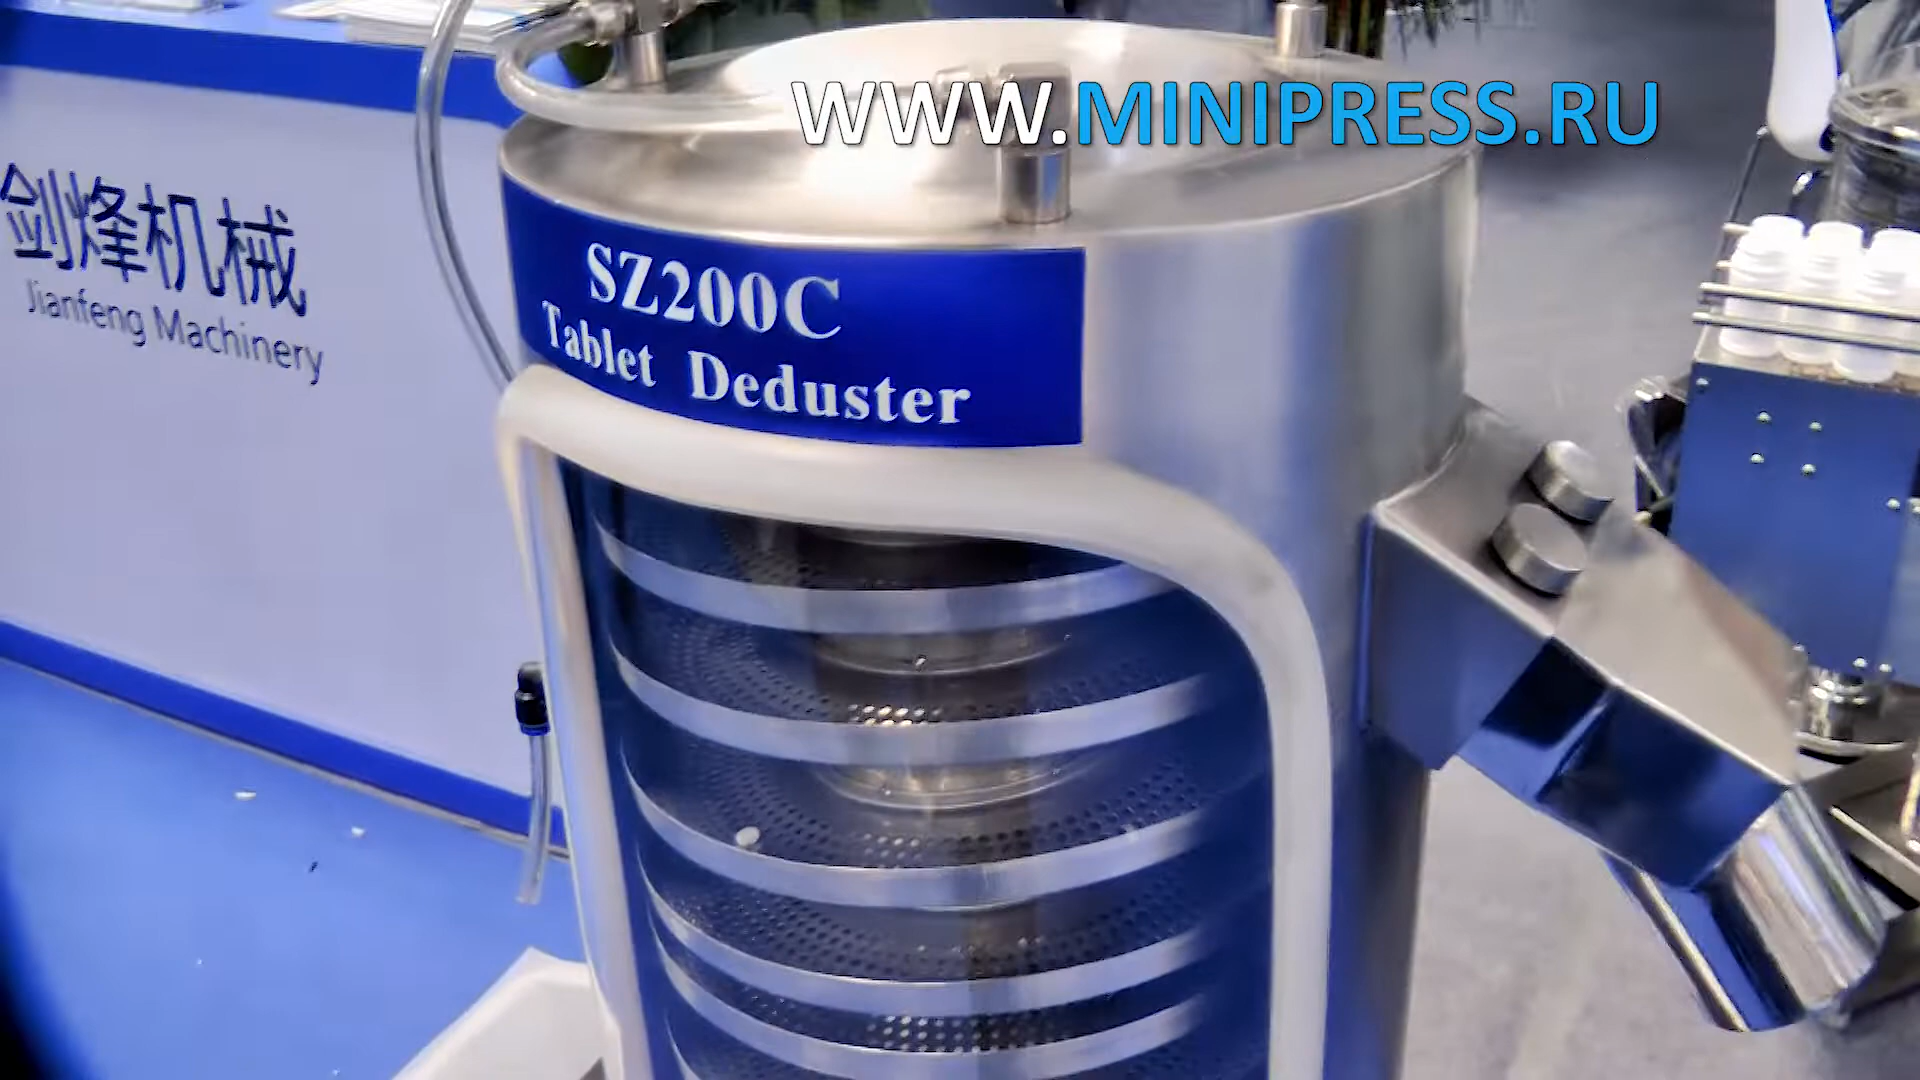 WWW.MINIPRESS.RU
剑烽机械
Jianfeng Machinery
SZ200C
Tablet Deduster